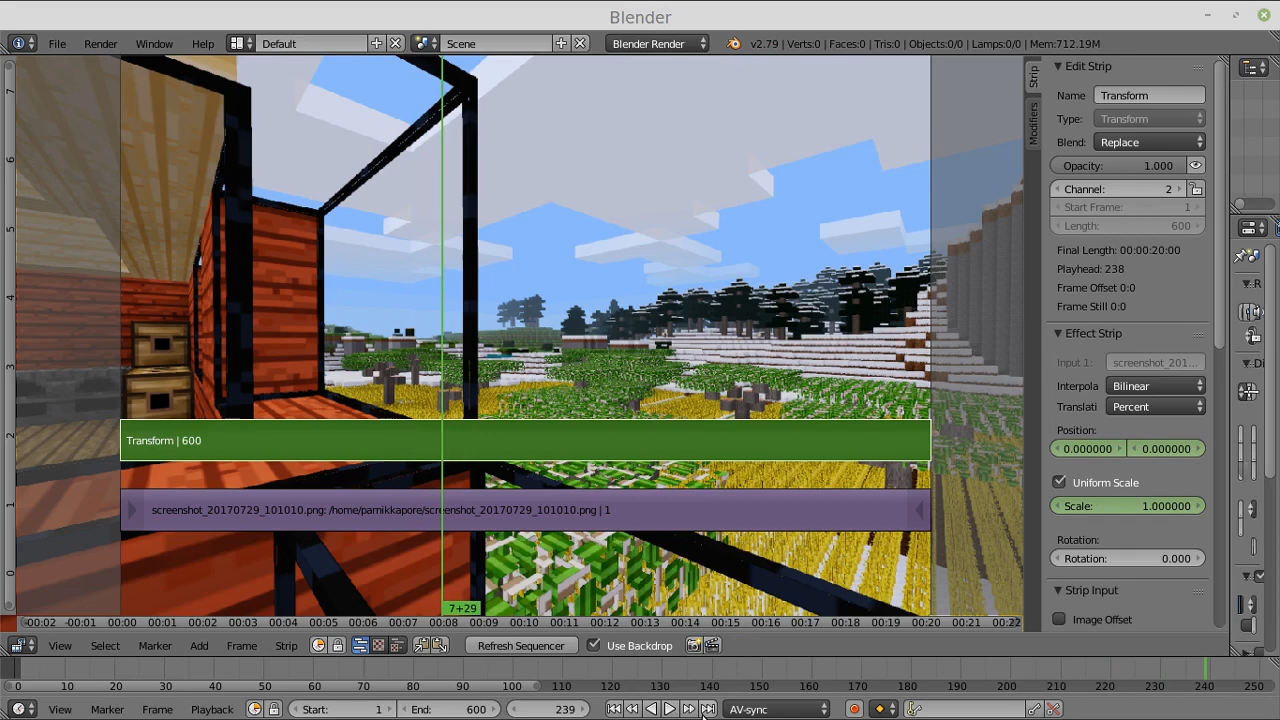 Blender
File Render Window Help Default Scene Blender Render v2.79 | Verts:0 | Faces:0 | Tris:0 | Objects:0/0 | Lamps:0/0 | Mem:712.19M
7
6
5
4
3
2
1
0
Transform | 600
screenshot_20170729_101010.png: /home/parnikkapore/screenshot_20170729_101010.png | 1
7+29
-00:02 -00:01 00:00 00:01 00:02 00:03 00:04 00:05 00:06 00:07 00:08 00:09 00:10 00:11 00:12 00:13 00:14 00:15 00:16 00:17 00:18 00:19 00:20 00:21 00:22
Strip
Modifiers
Edit Strip
Name Transform
Type: Transform
Blend: Replace
Opacity: 1.000
Channel: 2
Start Frame: 1
Length: 600
Final Length: 00:00:20:00
Playhead: 238
Frame Offset 0:0
Frame Still 0:0
Effect Strip
Input 1: screenshot_201...
Interpola Bilinear
Translati Percent
Position:
0.000000 0.000000
Uniform Scale
Scale: 1.000000
Rotation:
Rotation: 0.000
Strip Input
Image Offset
R
Di
View Select Marker Add Frame Strip Refresh Sequencer Use Backdrop
0 10 20 30 40 50 60 70 80 90 100 110 120 130 140 150 160 170 180 190 200 210 220 230 240 250
View Marker Frame Playback Start: 1 End: 600 239 AV-sync